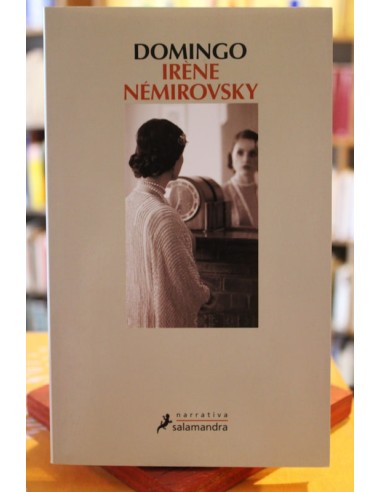 DOMINGO
IRÈNE
NÉMIROVSKY
narrativa
salamandra